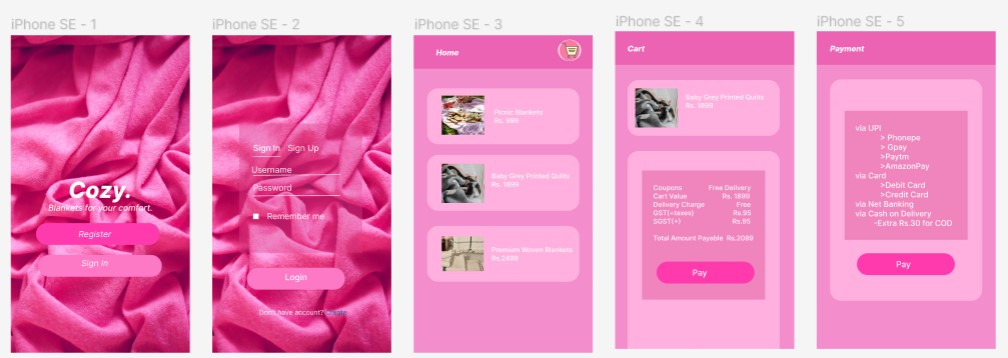 iPhone SE - 1
Cozy.
Blankets for your comfort.
Register
Sign In
iPhone SE - 2
Sign In Sign Up
Username
Password
Remember me
Login
Don't have account?
iPhone SE - 3
Home
Picnic Blankets
Rs. 999
Baby Grey Printed Quilts
Rs. 1899
Premium Woven Blankets
Rs.2499
iPhone SE - 4
Cart
Baby Grey Printed Quilts
Rs. 1899
Coupons Free Delivery
Cart Value Rs. 1899
Delivery Charge Free
GST(+taxes) Rs.95
SGST(+) Rs.95
Total Amount Payable Rs.2089
Pay
iPhone SE - 5
Payment
via UPI
> Phonepe
> Gpay
>Paytm
>AmazonPay
via Card
>Debit Card
>Credit Card
via Net Banking
via Cash on Delivery
-Extra Rs.30 for COD
Pay